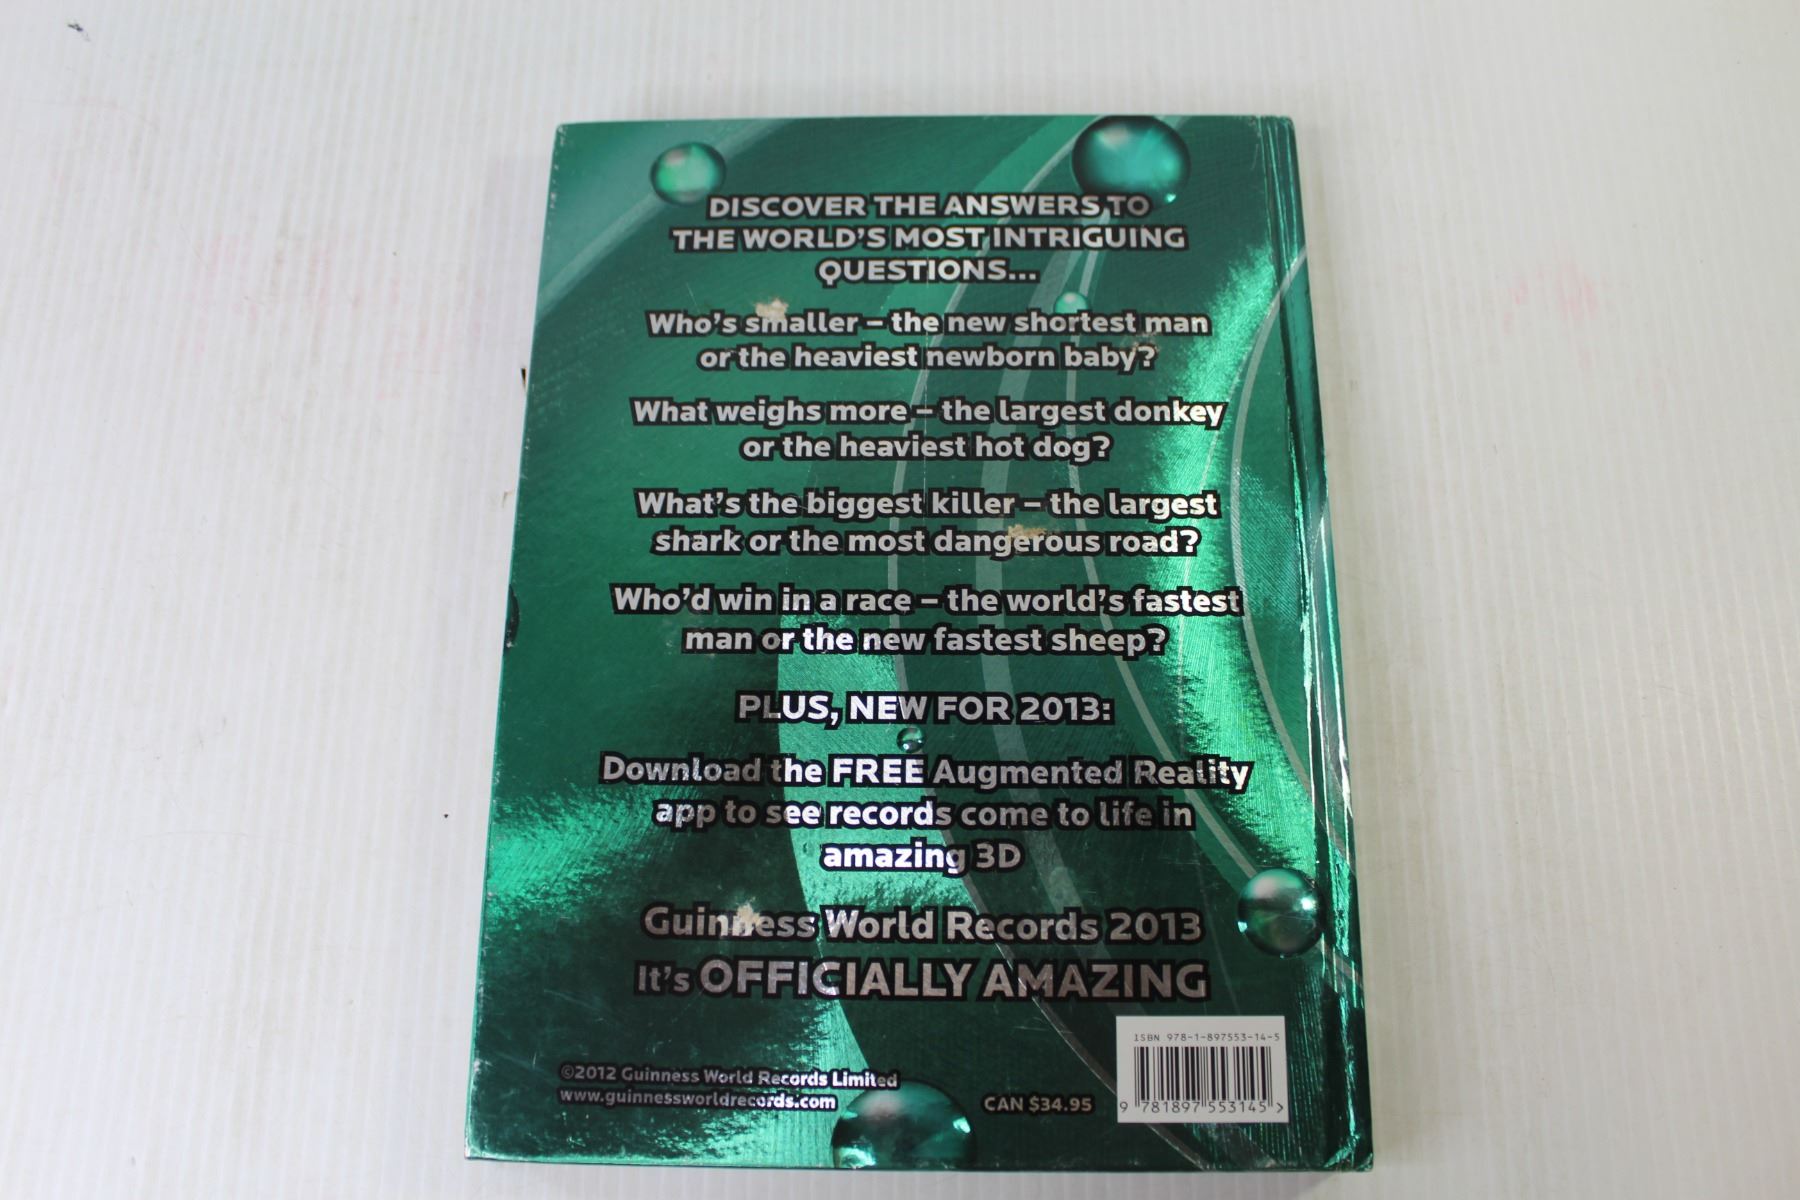 DISCOVER THE ANSWERS TO
THE WORLD'S MOST INTRIGUING
QUESTIONS...
Who's smaller – the new shortest man
or the heaviest newborn baby?
What weighs more – the largest donkey
or the heaviest hot dog?
What's the biggest killer – the largest
shark or the most dangerous road?
Who'd win in a race – the world's fastest
man or the new fastest sheep?
PLUS, NEW FOR 2013:
Download the FREE Augmented Reality
app to see records come to life in
amazing 3D
Guinness World Records 2013
It's OFFICIALLY AMAZING
©2012 Guinness World Records Limited
www.guinnessworldrecords.com
CAN $34.95
ISBN 978-1-897553-14-5
9 781897 553145 >